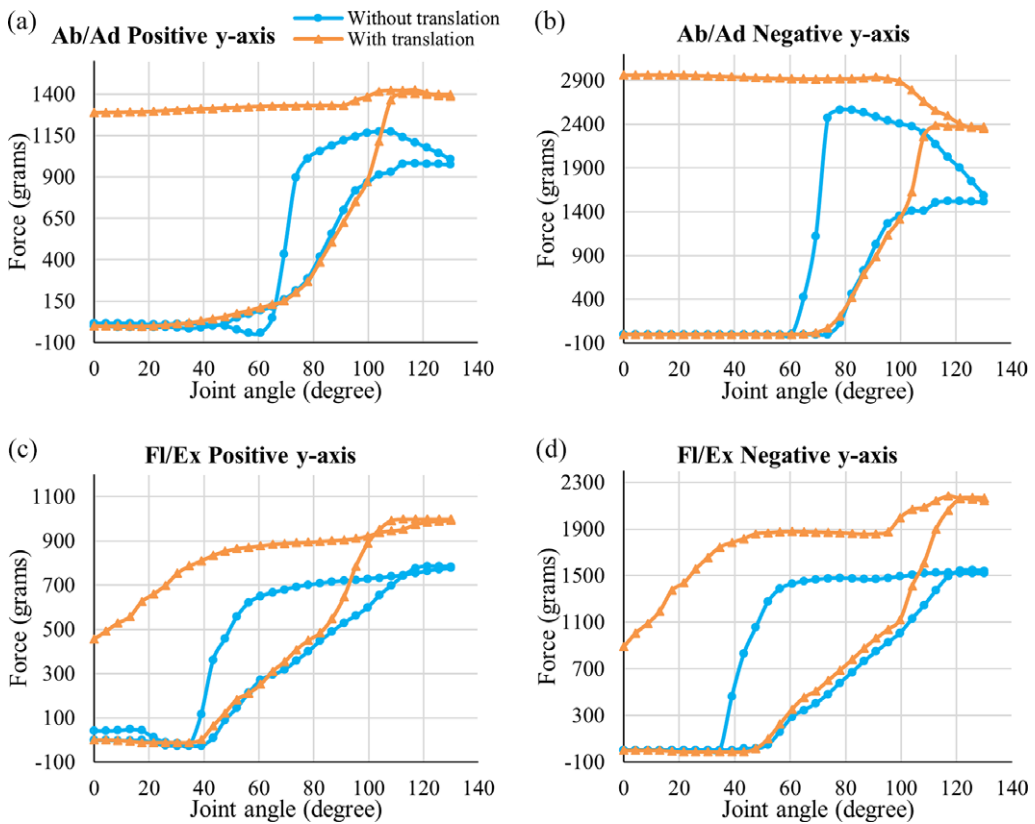 (a)
Ab/Ad Positive y-axis
Without translation
With translation
Force (grams)
1400
1150
900
650
400
150
-100
0 20 40 60 80 100 120 140
Joint angle (degree)
(b)
Ab/Ad Negative y-axis
Force (grams)
2900
2400
1900
1400
900
400
-100
0 20 40 60 80 100 120 140
Joint angle (degree)
(c)
Fl/Ex Positive y-axis
Force (grams)
1100
900
700
500
300
100
-100
0 20 40 60 80 100 120 140
Joint angle (degree)
(d)
Fl/Ex Negative y-axis
Force (grams)
2300
1900
1500
1100
700
300
-100
0 20 40 60 80 100 120 140
Joint angle (degree)